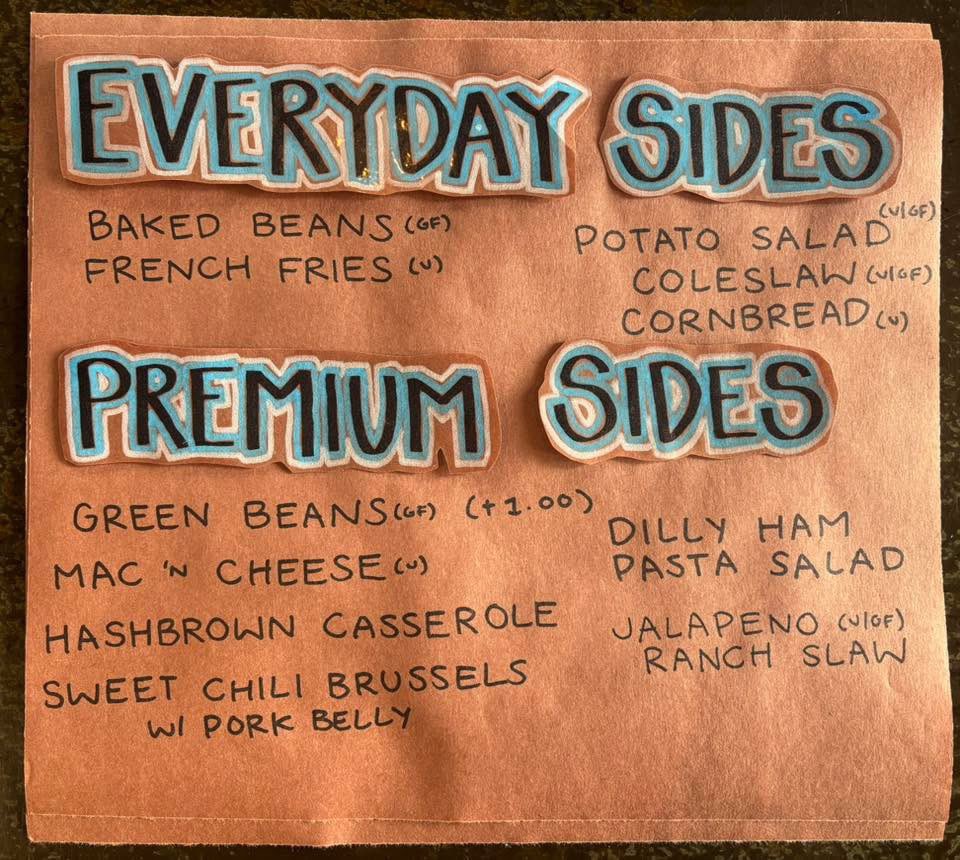 EVERYDAY SIDES
BAKED BEANS (GF)
FRENCH FRIES (V)
POTATO SALAD (V/GF)
COLESLAW (V/GF)
CORNBREAD (V)
PREMIUM SIDES
GREEN BEANS (GF) (+1.00)
MAC 'N CHEESE (V)
HASHBROWN CASSEROLE
SWEET CHILI BRUSSELS
W/ PORK BELLY
DILLY HAM
PASTA SALAD
JALAPENO (V/GF)
RANCH SLAW